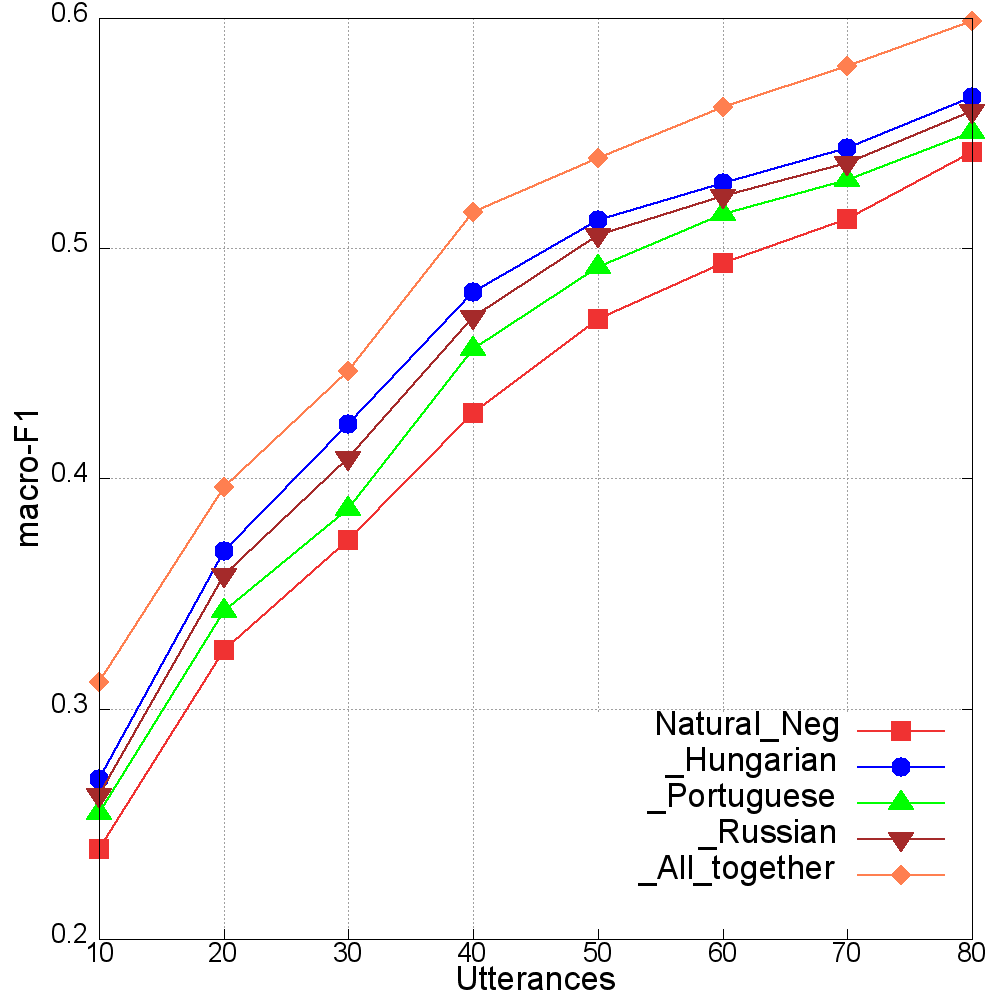 0.6
0.5
0.4
0.3
0.2
macro-F1
Natural_Neg
_Hungarian
_Portuguese
_Russian
_All_together
10 20 30 40 50 60 70 80
Utterances